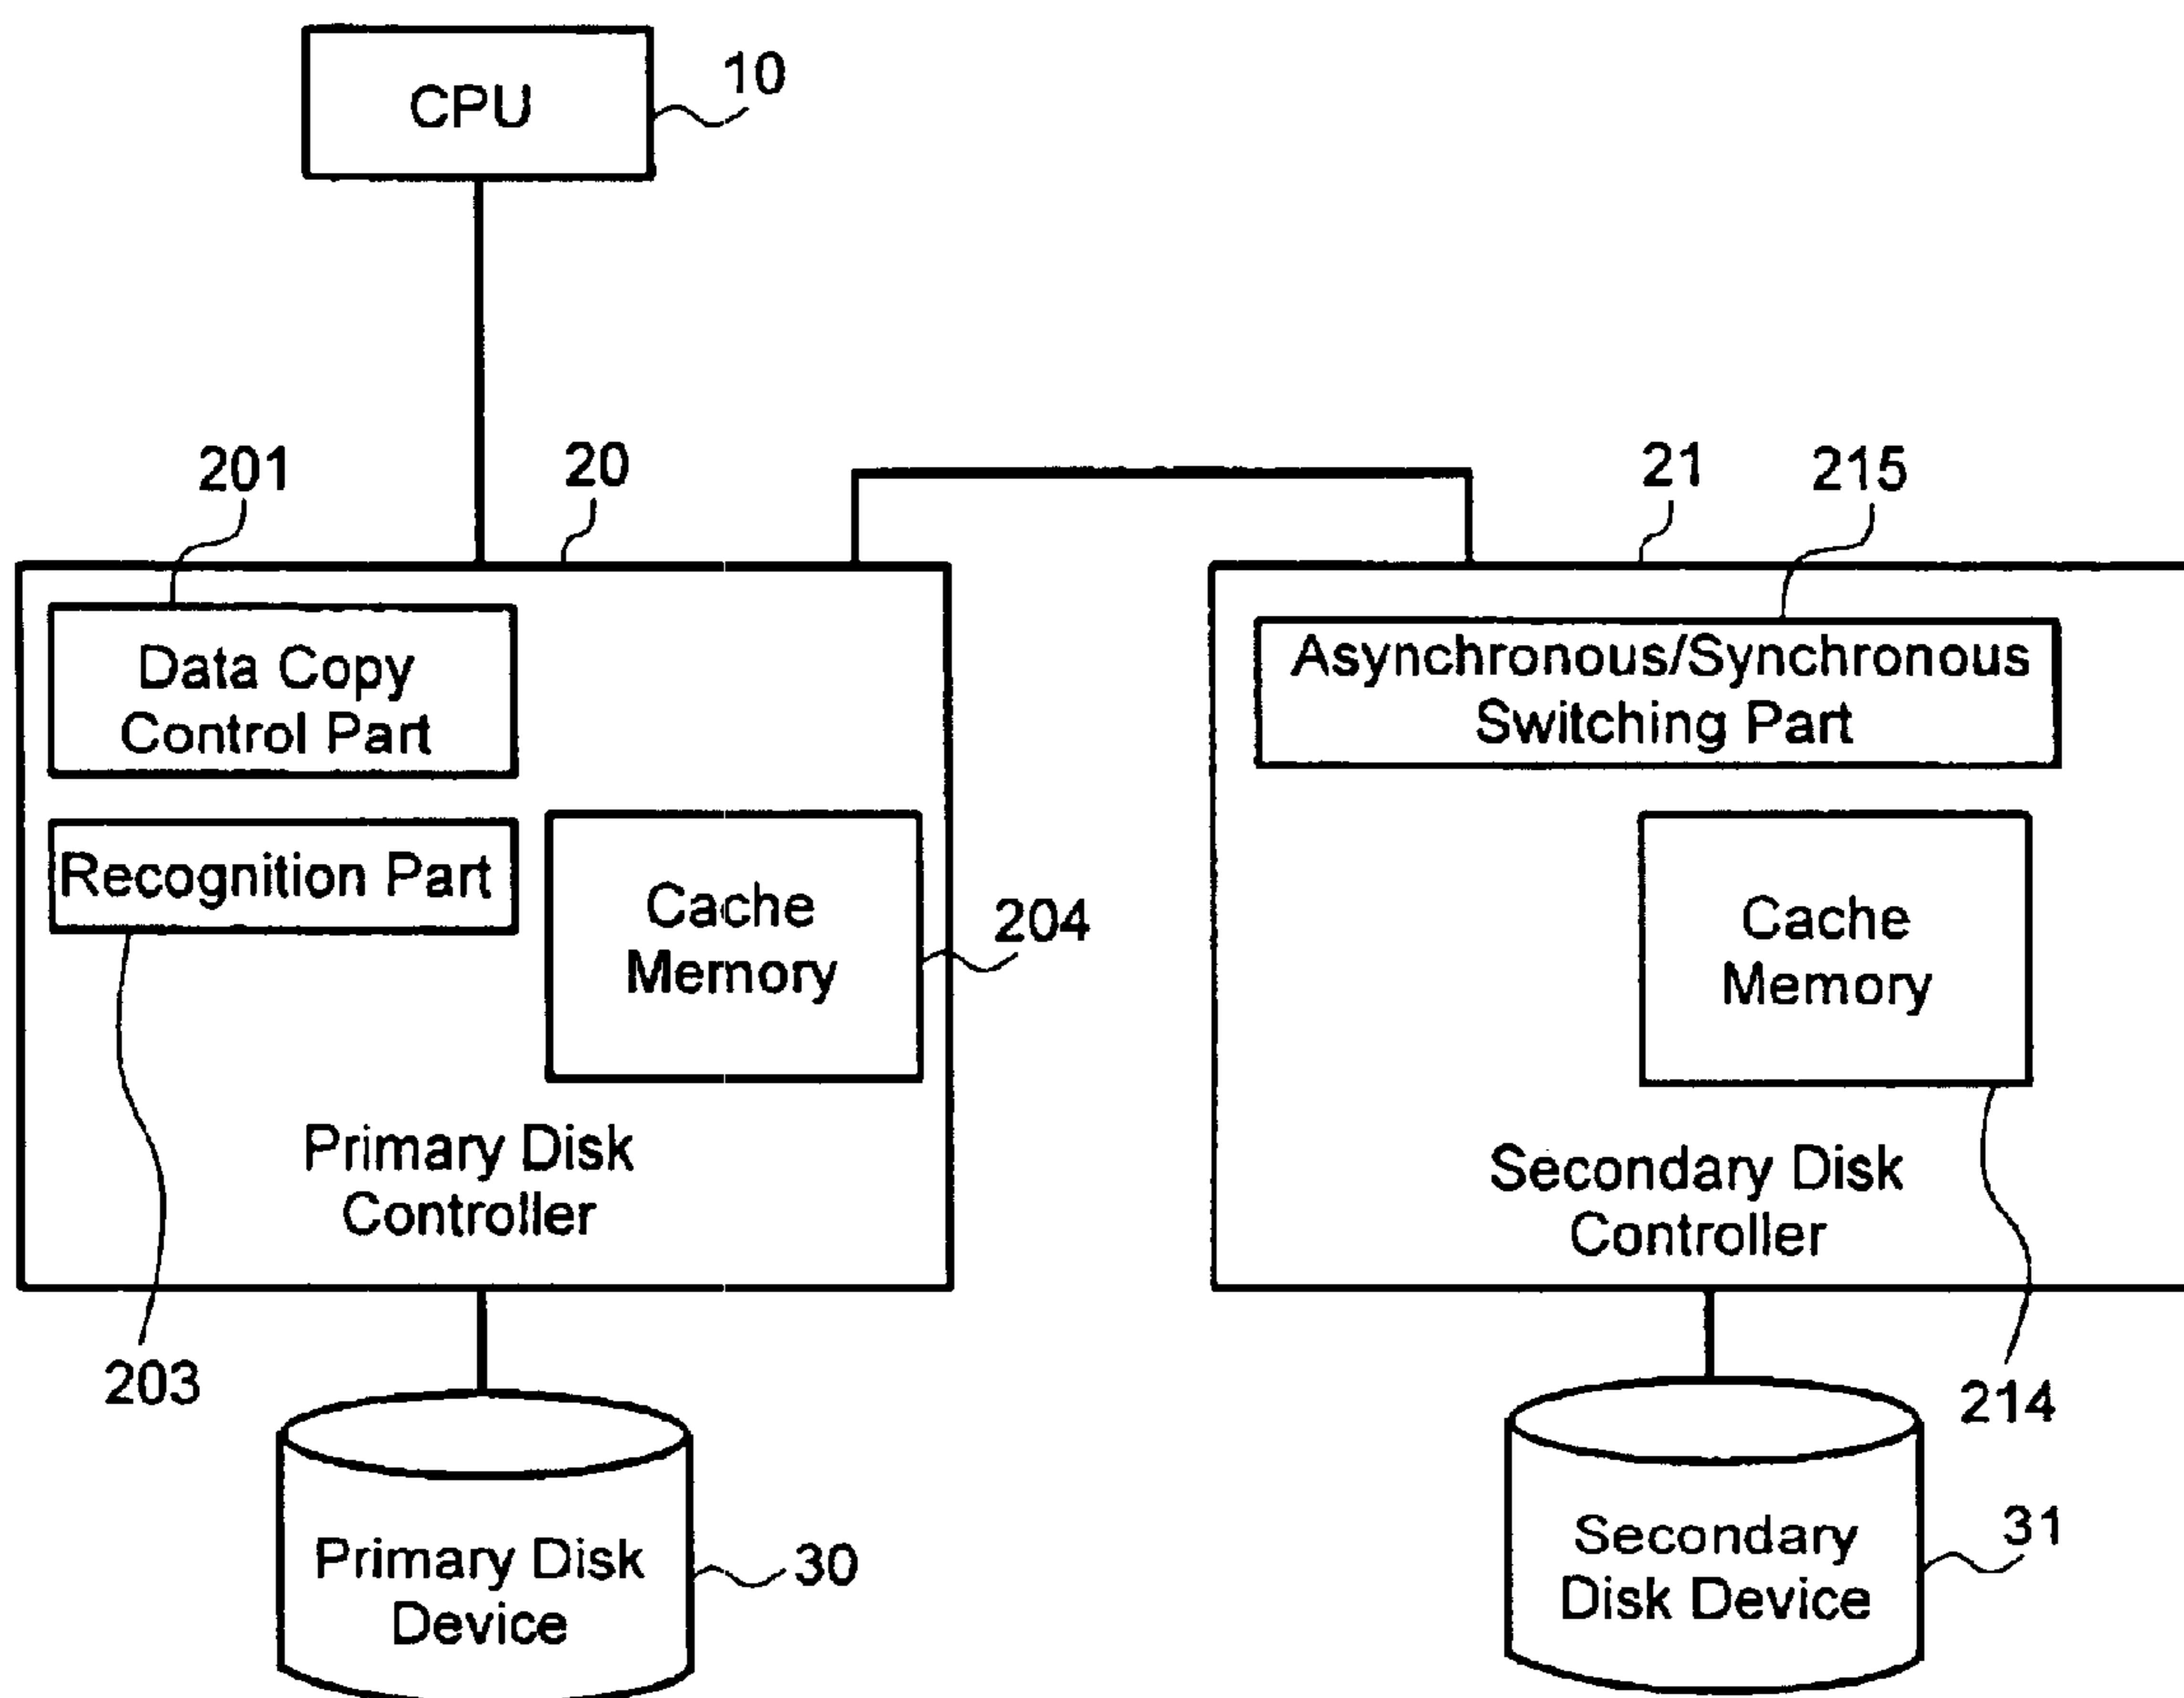 CPU
10
201
20
21
215
Data Copy
Control Part
Asynchronous/Synchronous
Switching Part
Recognition Part
Cache
Memory
204
Cache
Memory
Primary Disk
Controller
Secondary Disk
Controller
203
214
Primary Disk
Device
30
Secondary
Disk Device
31